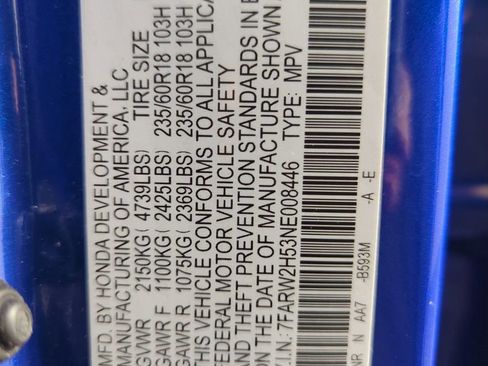 MFD. BY HONDA DEVELOPMENT &
MANUFACTURING OF AMERICA, LLC
GVWR 2150KG( 4739LBS) TIRE SIZE
GAWR F 1100KG( 2425LBS) 235/60R18 103H
GAWR R 1075KG( 2369LBS) 235/60R18 103H
THIS VEHICLE CONFORMS TO ALL APPLICA
FEDERAL MOTOR VEHICLE SAFETY
AND THEFT PREVENTION STANDARDS IN E
ON THE DATE OF MANUFACTURE SHOWN
V.I.N.: 7FARW2H53NE008446 TYPE: MPV
NR N AA7 -B593M -A -E